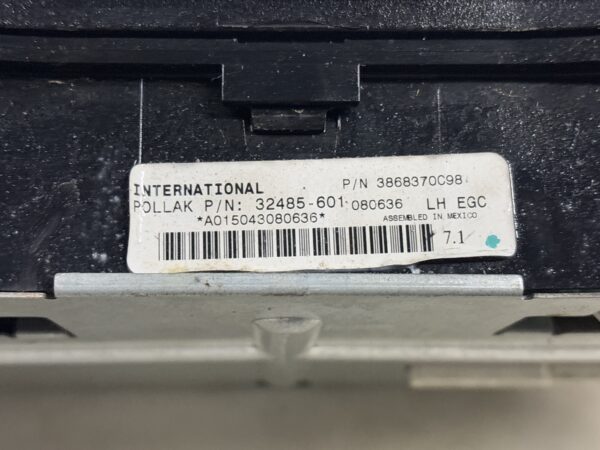 INTERNATIONAL P/N 3868370C98
POLLAK P/N: 32485-601 080636 LH EGC
*A015043080636* ASSEMBLED IN MEXICO
7.1